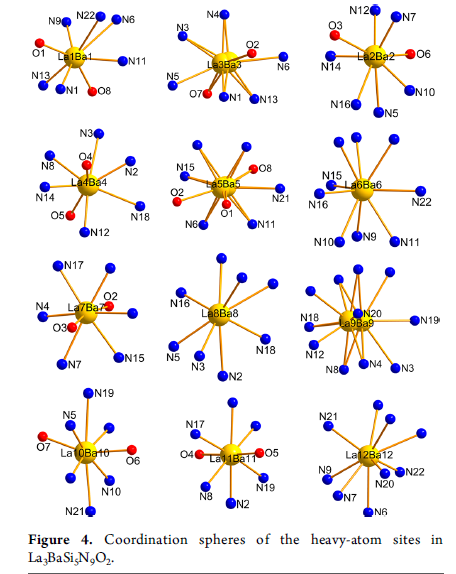 N9 N22 N6
O1 La1Ba1 N11
N13 N1 O8
N4
N3 O2
La3Ba3 N6
N5 O7 N1 N13
N12 N7
O3
N14 La2Ba2 O6
N16 N10
N5
N3
N8 O4 N2
La4Ba4
N14
O5 N18
N12
N15 O8
La5Ba5 N21
O2 O1
N6 N11
N15 La6Ba6 N22
N16
N10 N9 N11
N17
N4 La7Ba7 O2
O3
N7 N15
N16 La8Ba8
N5 N3 N18
N2
N18 La9Ba9 N20 N19
N12
N8 N4 N3
N19
N5
O7 La10Ba10 O6
N10
N21
N17
O4 La11Ba11 O5
N8 N19
N2
N21
La12Ba12
N9 N20 N22
N7 N6
Figure 4. Coordination spheres of the heavy-atom sites in
La₃BaSi₅N₉O₂.